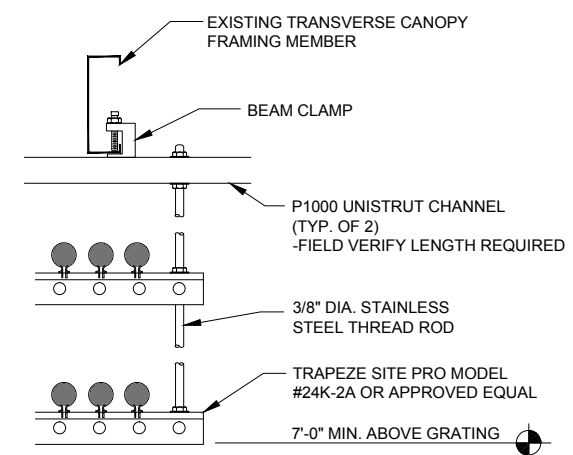 EXISTING TRANSVERSE CANOPY
FRAMING MEMBER
BEAM CLAMP
P1000 UNISTRUT CHANNEL
(TYP. OF 2)
-FIELD VERIFY LENGTH REQUIRED
3/8" DIA. STAINLESS
STEEL THREAD ROD
TRAPEZE SITE PRO MODEL
#24K-2A OR APPROVED EQUAL
7'-0" MIN. ABOVE GRATING